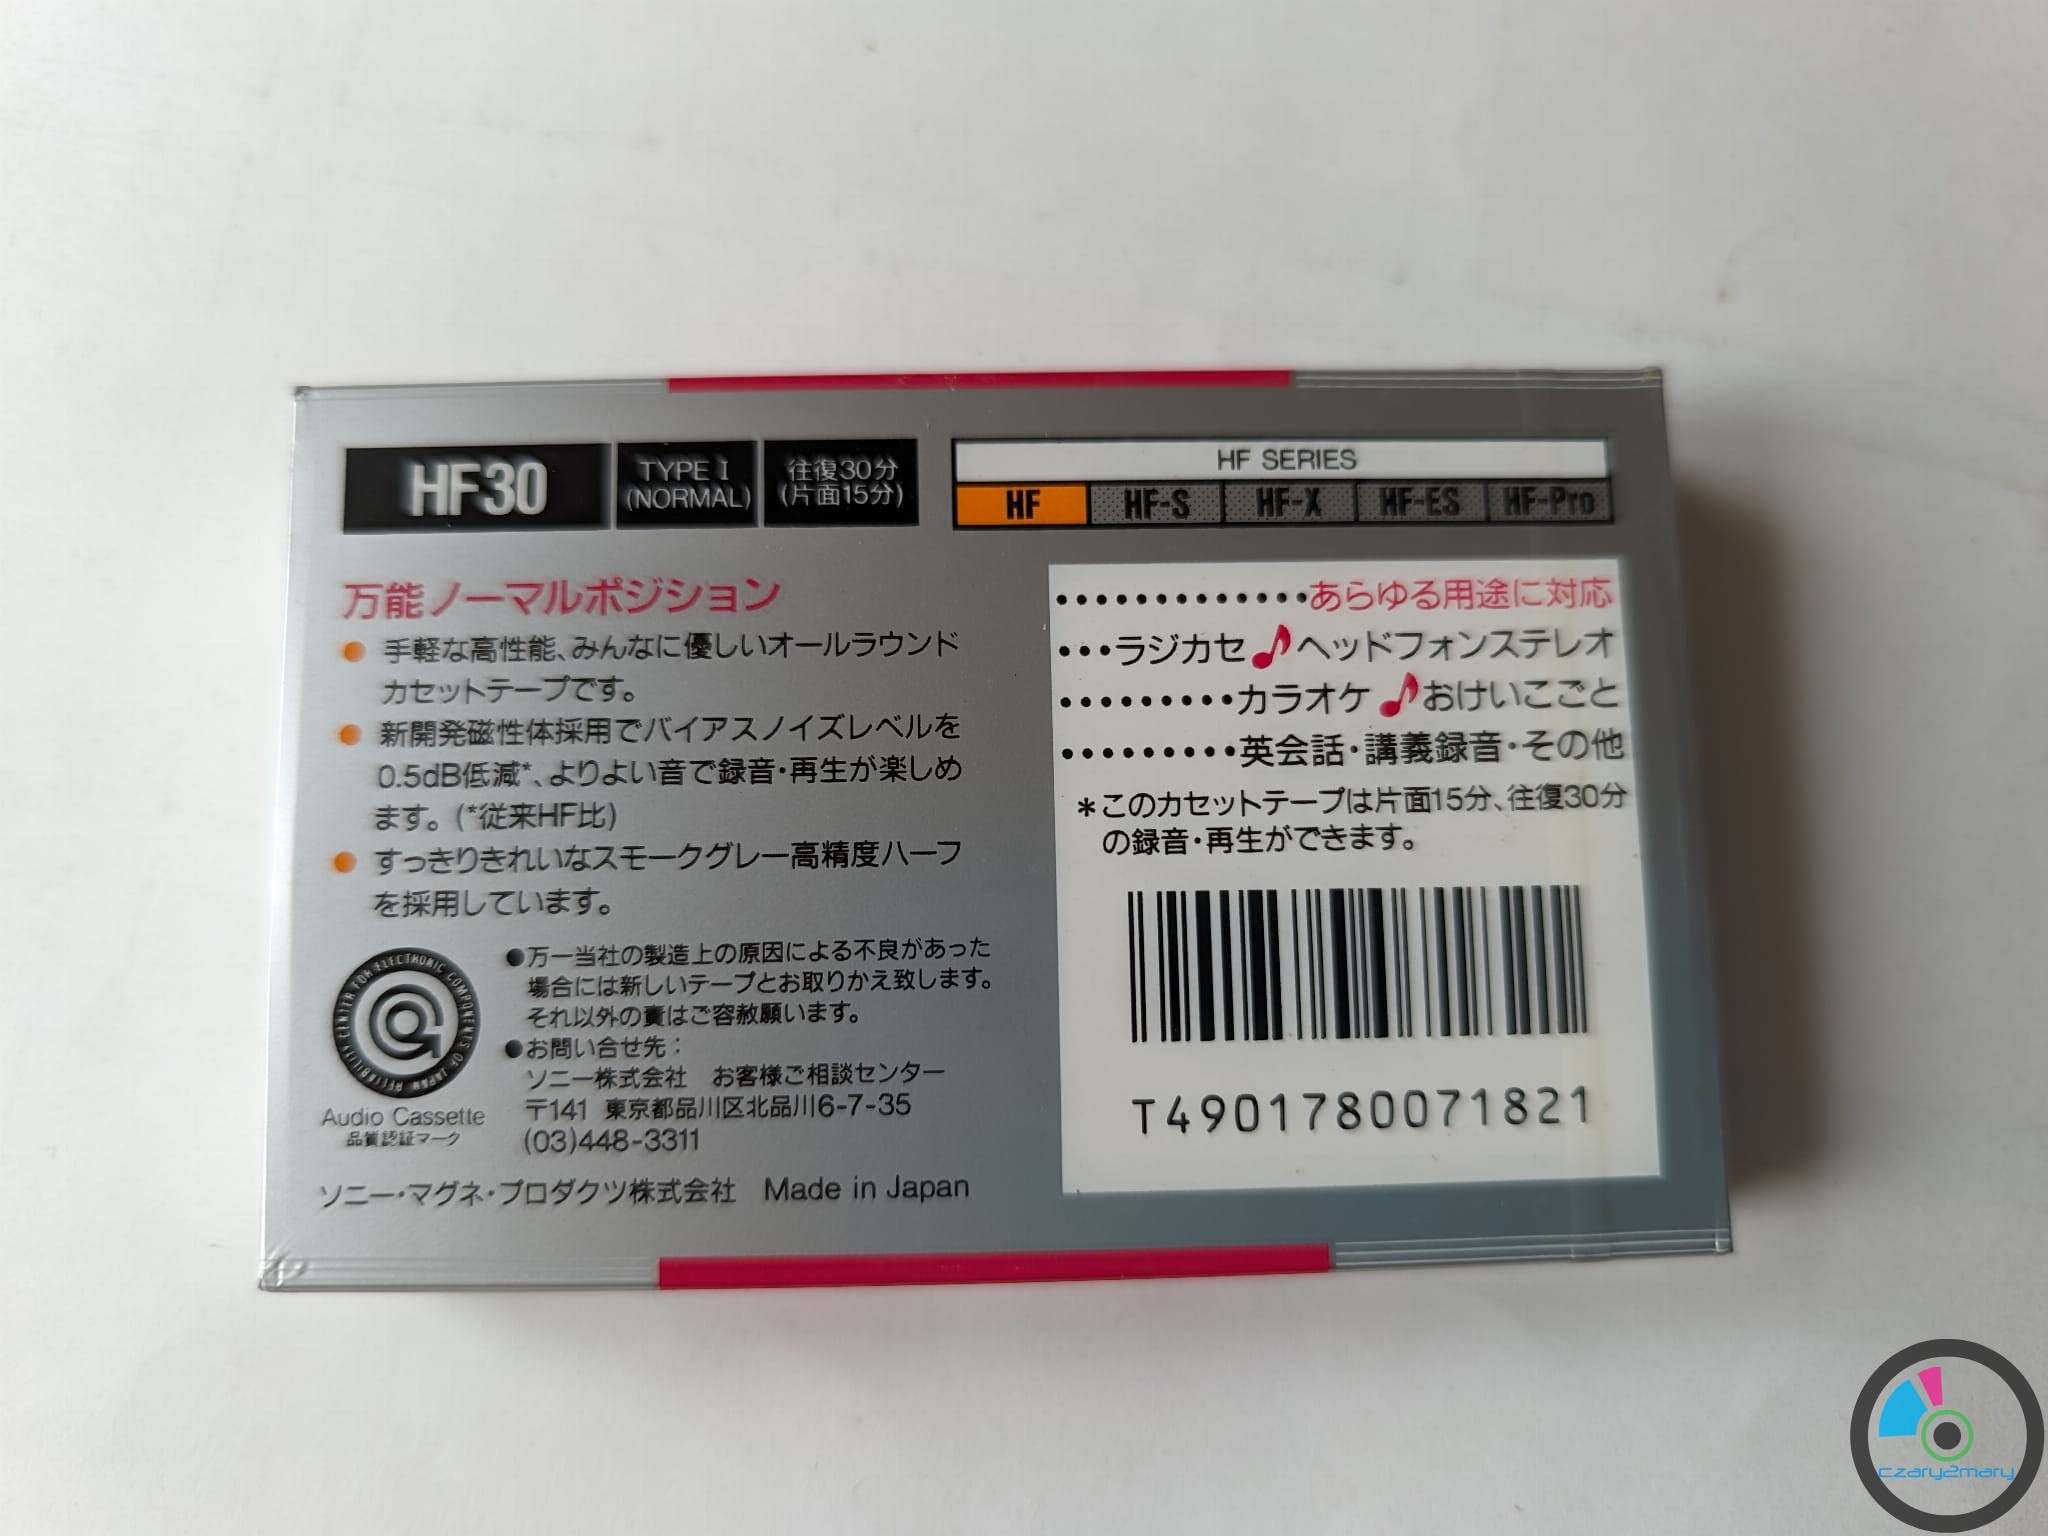 HF30
TYPE I
(NORMAL)
往復30分
(片面15分)
HF SERIES
HF HF-S HF-X HF-ES HF-Pro
万能ノーマルポジション
● 手軽な高性能、みんなに優しいオールラウンド
カセットテープです。
● 新開発磁性体採用でバイアスノイズレベルを
0.5dB低減*、よりよい音で録音・再生が楽しめ
ます。(*従来HF比)
● すっきりきれいなスモークグレー高精度ハーフ
を採用しています。
RELIABILITY CENTER FOR ELECTRONIC COMPONENTS OF JAPAN
Audio Cassette
品質認証マーク
●万一当社の製造上の原因による不良があった
場合には新しいテープとお取りかえ致します。
それ以外の責はご容赦願います。
●お問い合せ先：
ソニー株式会社 お客様ご相談センター
〒141 東京都品川区北品川6-7-35
(03)448-3311
ソニー・マグネ・プロダクツ株式会社 Made in Japan
•••••••••••••あらゆる用途に対応
•••ラジカセ♪ヘッドフォンステレオ
•••••••••カラオケ♪おけいこごと
•••••••••英会話・講義録音・その他
*このカセットテープは片面15分、往復30分
の録音・再生ができます。
T4901780071821
czary2mary